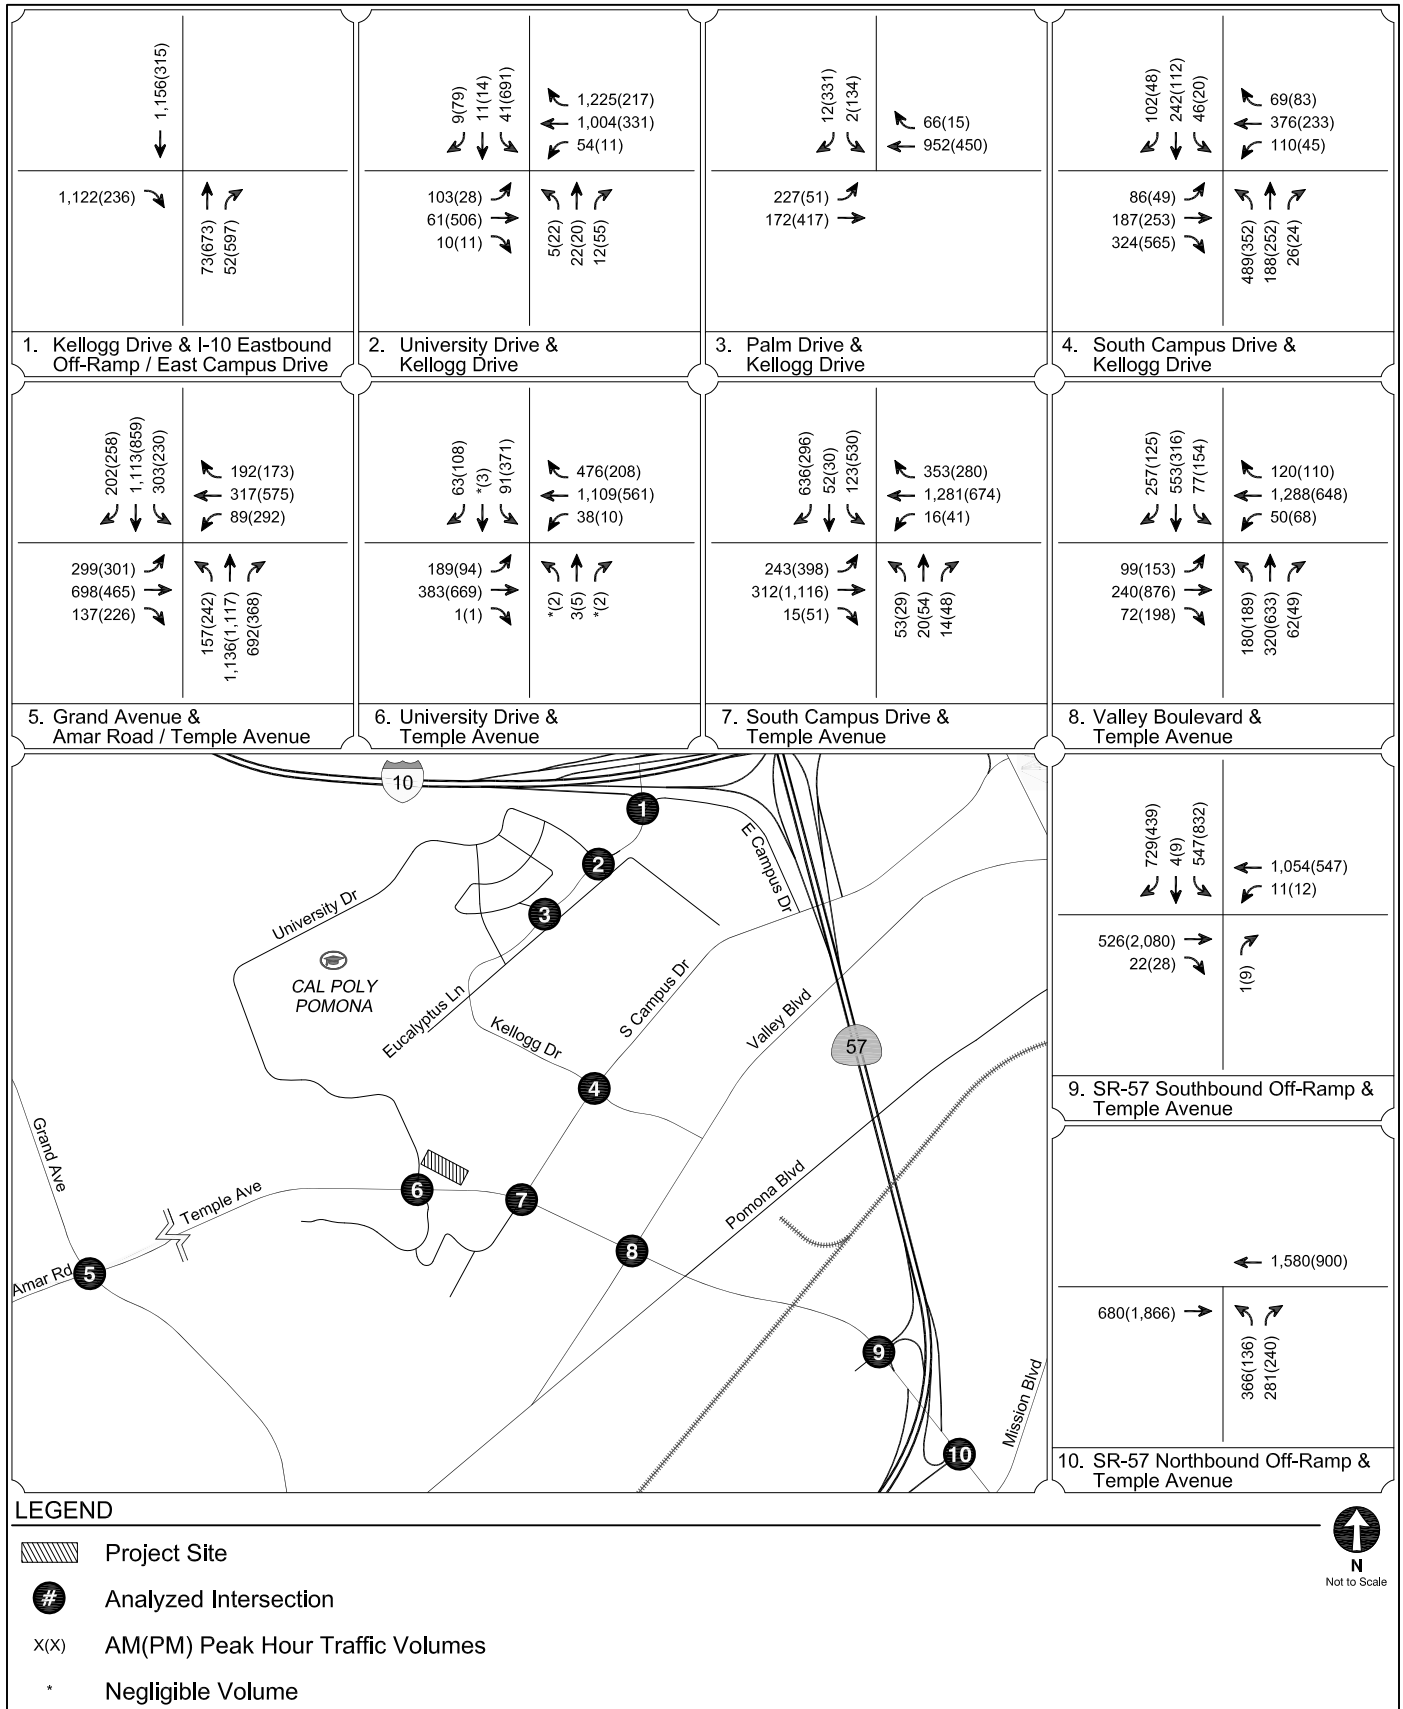 1,156(315)
1,122(236)
73(673)
52(597)
1. Kellogg Drive & I-10 Eastbound
Off-Ramp / East Campus Drive
9(79)
11(14)
41(691)
1,225(217)
1,004(331)
54(11)
103(28)
61(506)
10(11)
5(22)
22(20)
12(55)
2. University Drive &
Kellogg Drive
12(331)
2(134)
66(15)
952(450)
227(51)
172(417)
3. Palm Drive &
Kellogg Drive
102(48)
242(112)
46(20)
69(83)
376(233)
110(45)
86(49)
187(253)
324(565)
489(352)
188(252)
26(24)
4. South Campus Drive &
Kellogg Drive
202(258)
1,113(859)
303(230)
192(173)
317(575)
89(292)
299(301)
698(465)
137(226)
157(242)
1,136(1,117)
692(368)
5. Grand Avenue &
Amar Road / Temple Avenue
63(108)
*(3)
91(371)
476(208)
1,109(561)
38(10)
189(94)
383(669)
1(1)
*(2)
3(5)
*(2)
6. University Drive &
Temple Avenue
636(296)
52(30)
123(530)
353(280)
1,281(674)
16(41)
243(398)
312(1,116)
15(51)
53(29)
20(54)
14(48)
7. South Campus Drive &
Temple Avenue
257(125)
553(316)
77(154)
120(110)
1,288(648)
50(68)
99(153)
240(876)
72(198)
180(189)
320(633)
62(49)
8. Valley Boulevard &
Temple Avenue
10
1
2
3
E Campus Dr
University Dr
CAL POLY
POMONA
Eucalyptus Ln
Kellogg Dr
S Campus Dr
Valley Blvd
57
4
Grand Ave
Temple Ave
Pomona Blvd
6
7
8
Amar Rd
5
9
10
Mission Blvd
729(439)
4(9)
547(832)
1,054(547)
11(12)
526(2,080)
22(28)
1(9)
9. SR-57 Southbound Off-Ramp &
Temple Avenue
1,580(900)
680(1,866)
366(136)
281(240)
10. SR-57 Northbound Off-Ramp &
Temple Avenue
LEGEND
Project Site
# Analyzed Intersection
X(X) AM(PM) Peak Hour Traffic Volumes
* Negligible Volume
N
Not to Scale